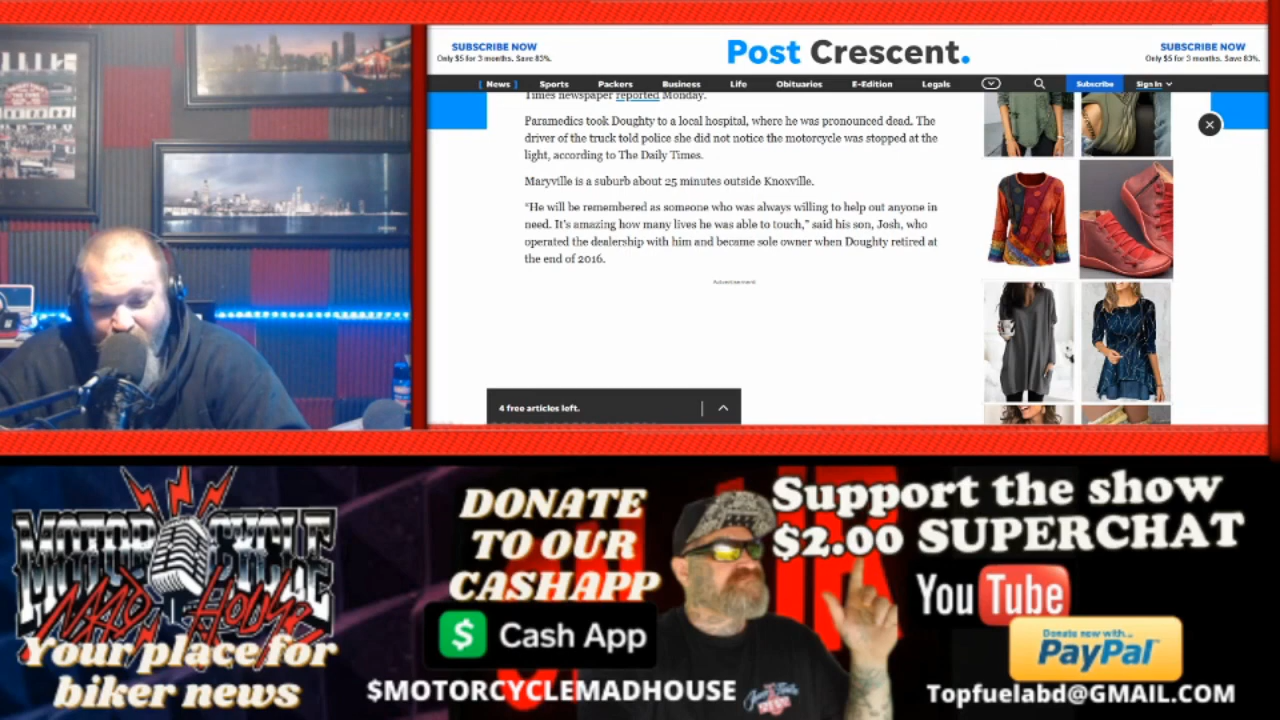 SUBSCRIBE NOW
Only $5 for 3 months. Save 83%.
Post Crescent.
SUBSCRIBE NOW
Only $5 for 3 months. Save 83%.
[ News ] Sports Packers Business Life Obituaries E-Edition Legals Subscribe Sign In
Times newspaper reported Monday.
Paramedics took Doughty to a local hospital, where he was pronounced dead. The
driver of the truck told police she did not notice the motorcycle was stopped at the
light, according to The Daily Times.
Maryville is a suburb about 25 minutes outside Knoxville.
“He will be remembered as someone who was always willing to help out anyone in
need. It’s amazing how many lives he was able to touch,” said his son, Josh, who
operated the dealership with him and became sole owner when Doughty retired at
the end of 2016.
Advertisement
4 free articles left.
MOTORCYCLE
MAD HOUSE
Your place for
biker news
DONATE
TO OUR
CASHAPP
$ Cash App
$MOTORCYCLEMADHOUSE
Support the show
$2.00 SUPERCHAT
YouTube
Donate now with...
PayPal
Topfuelabd@GMAIL.COM